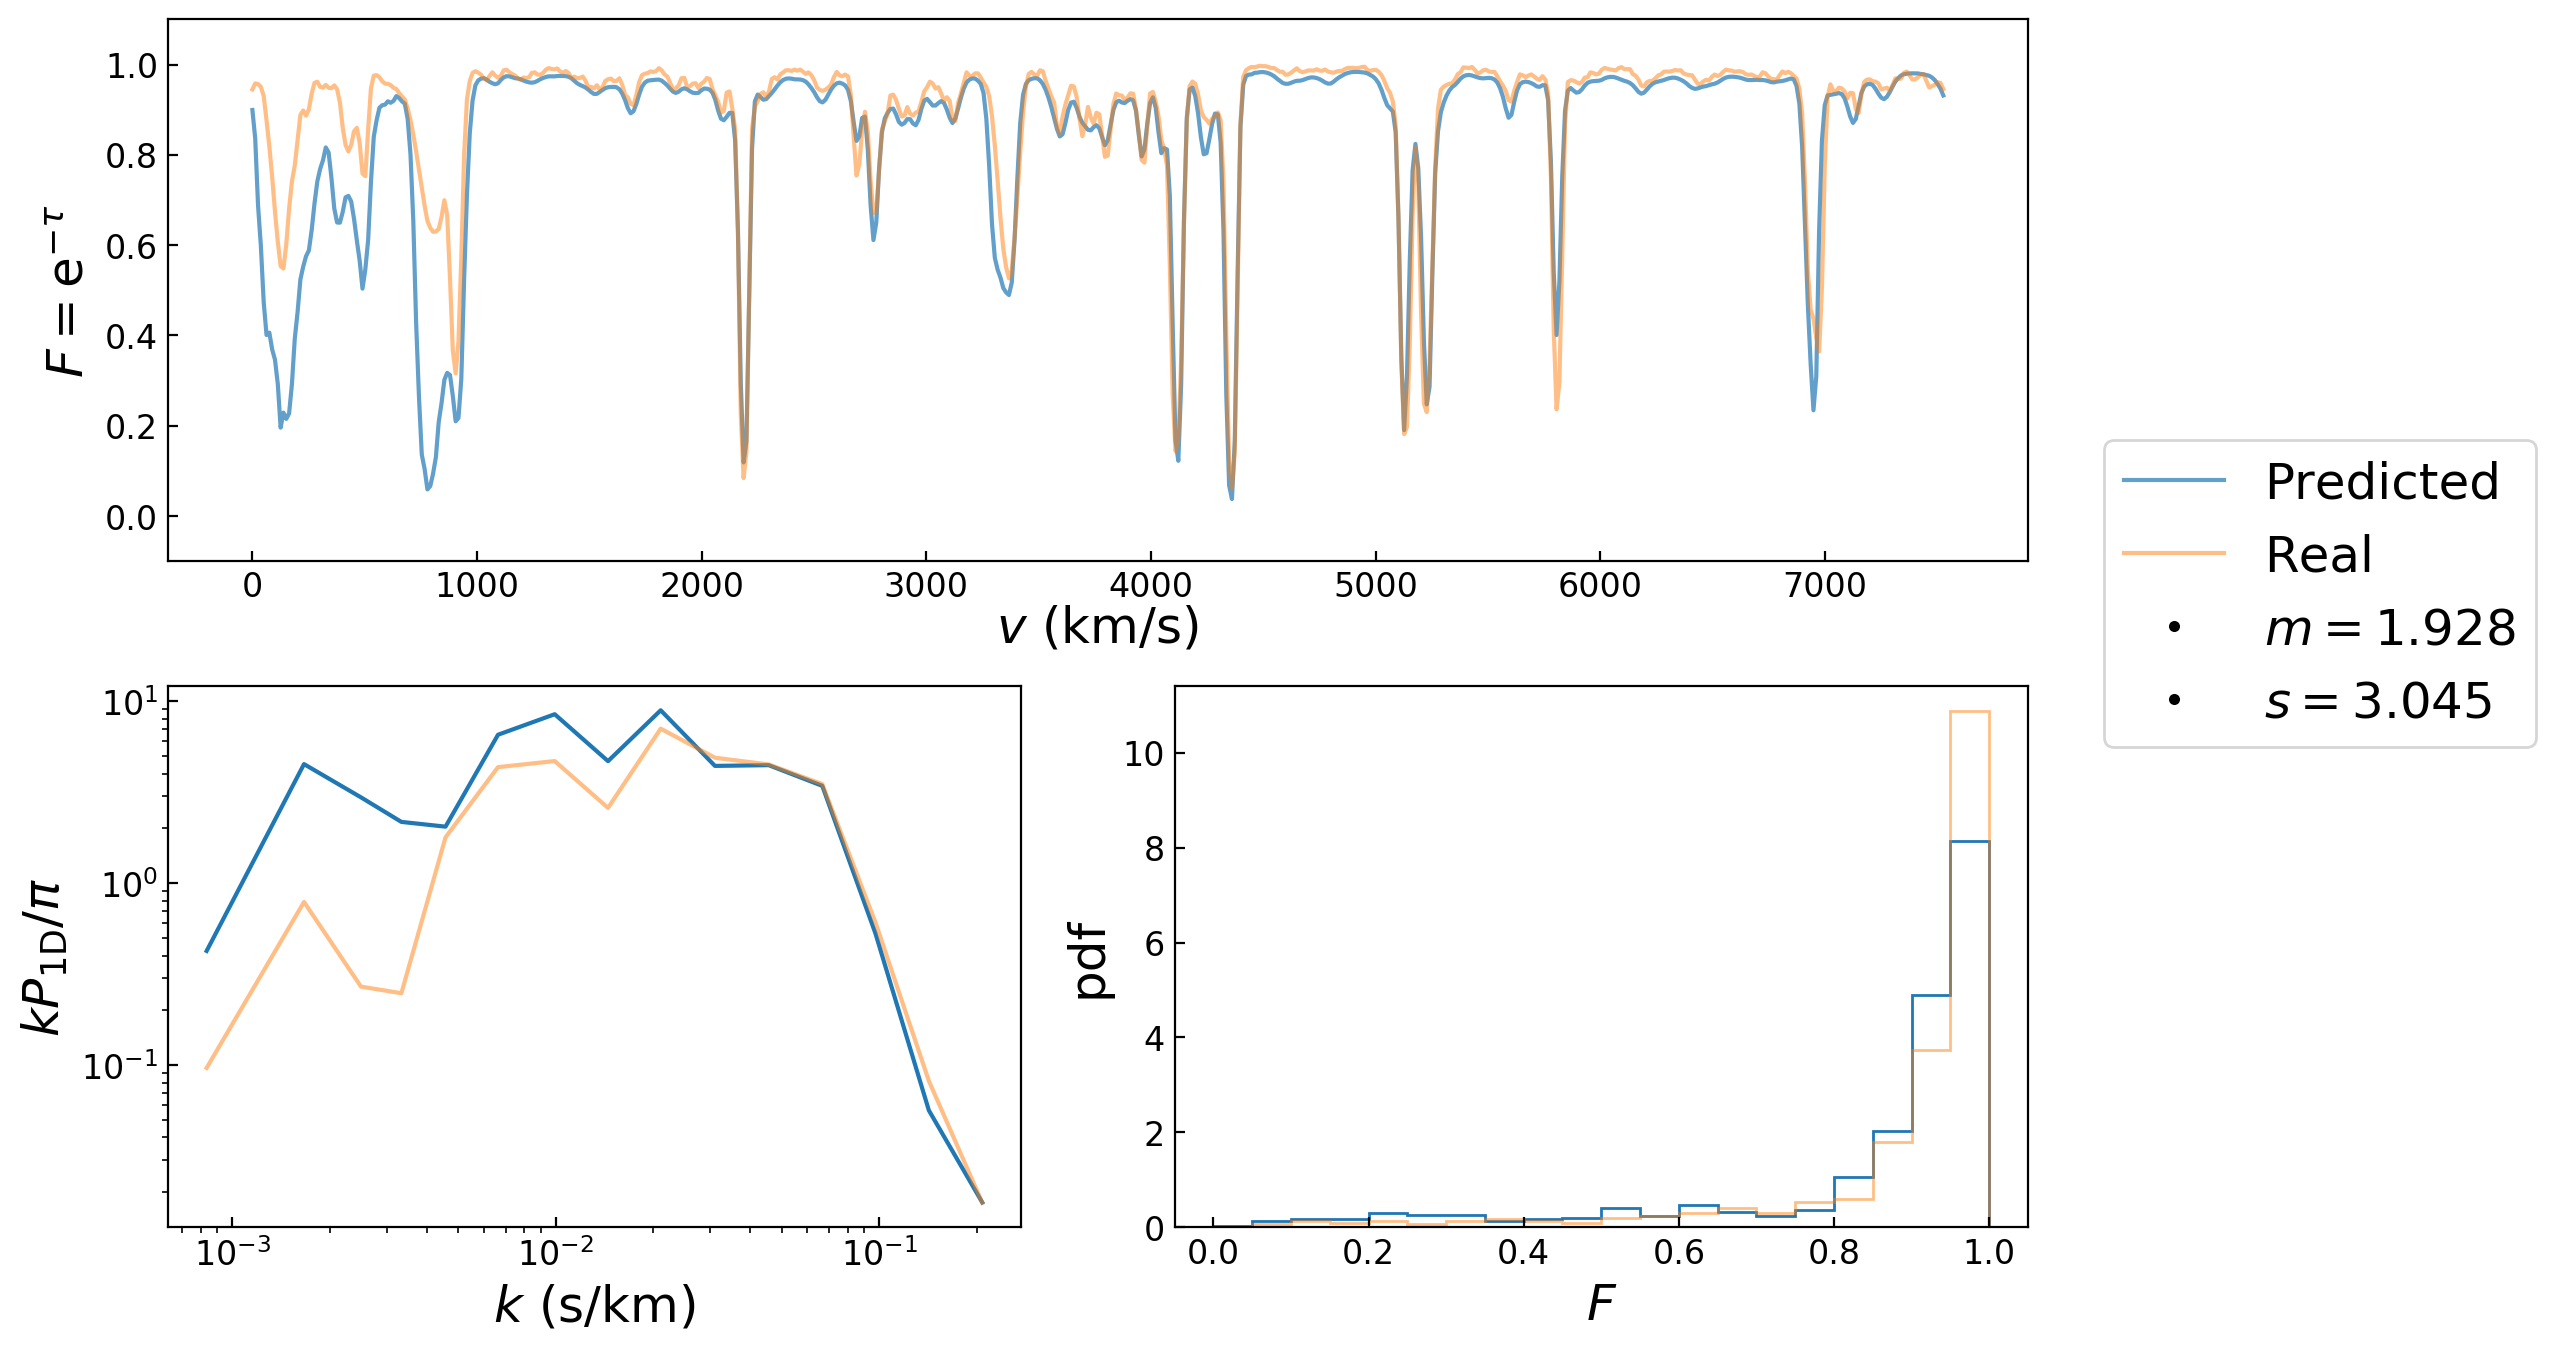 1.0
0.8
0.6
0.4
0.2
0.0
F = e^{−τ}
0 1000 2000 3000 4000 5000 6000 7000
v (km/s)
Predicted
Real
m = 1.928
s = 3.045
10^1
10^0
10^{−1}
kP_{1D}/π
10^{−3} 10^{−2} 10^{−1}
k (s/km)
10
8
6
4
2
0
pdf
0.0 0.2 0.4 0.6 0.8 1.0
F